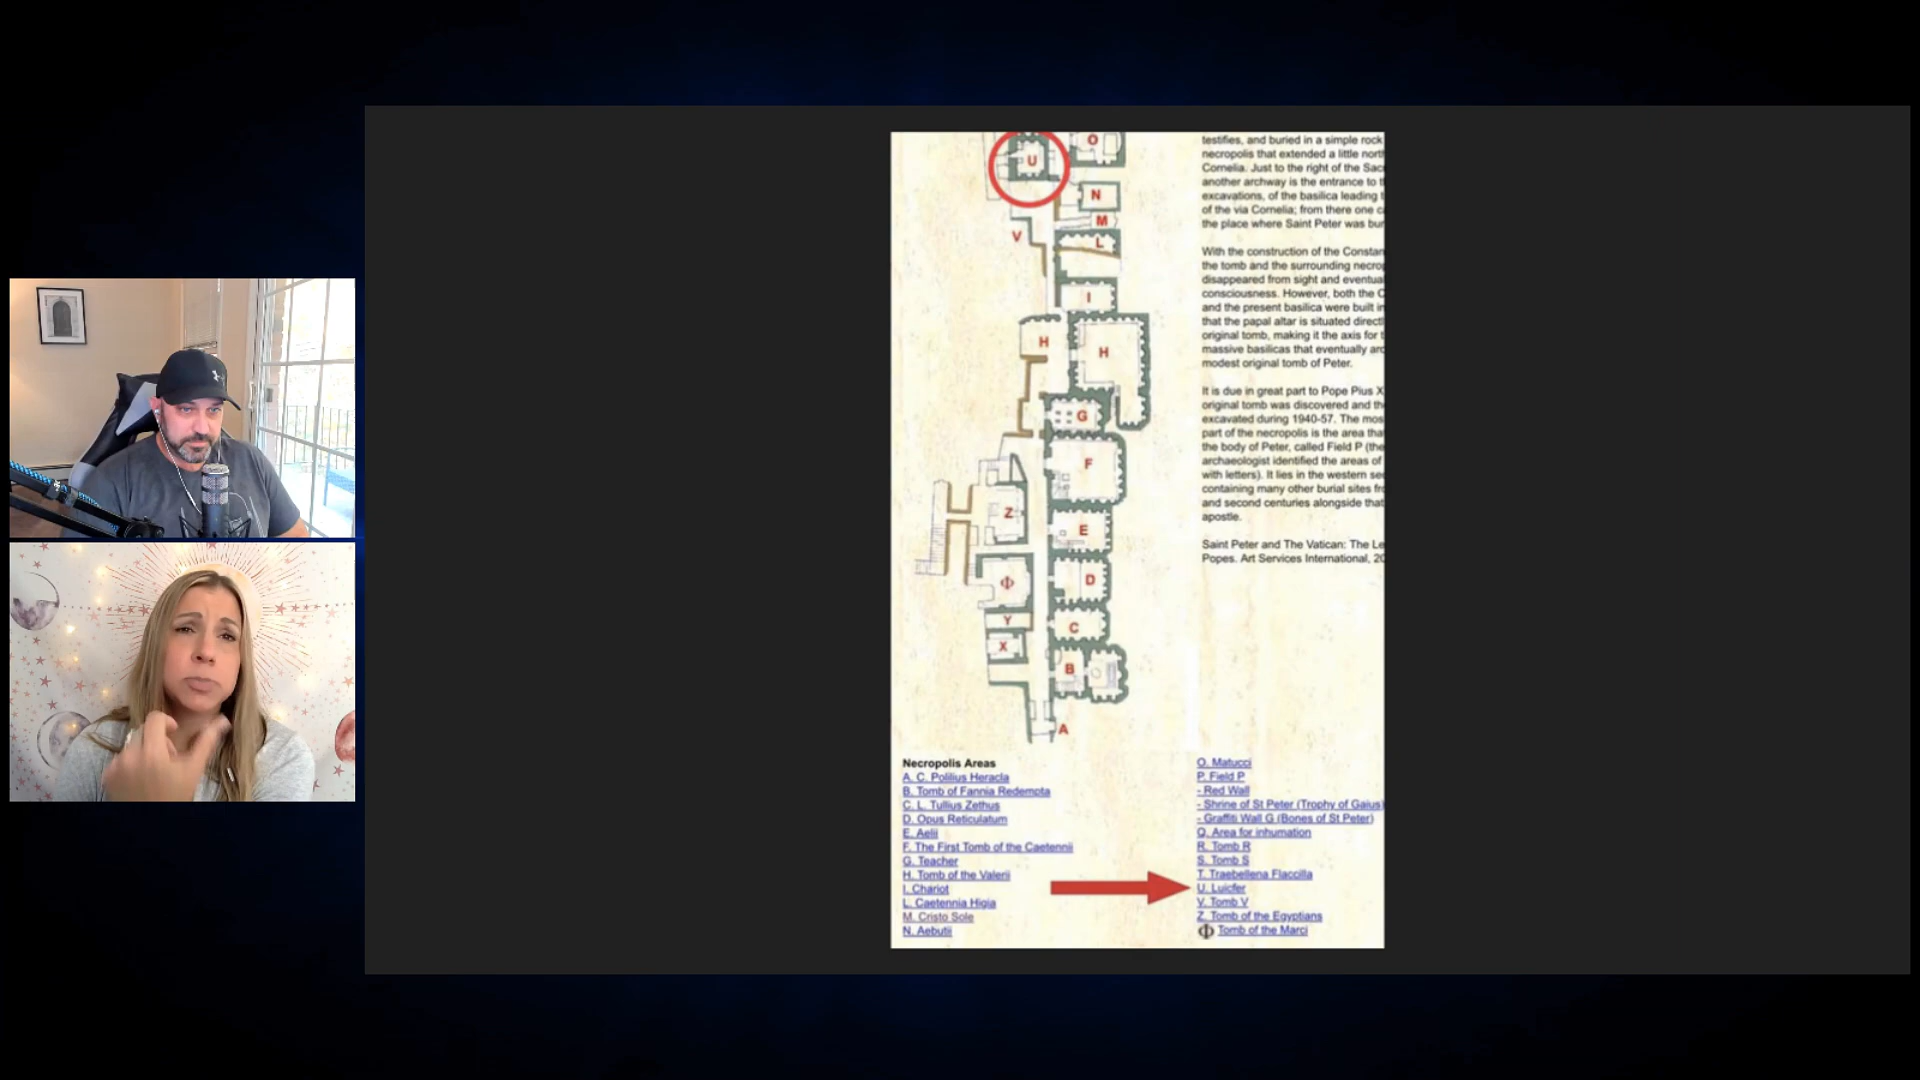 U
O
N
M
V
L
I
H
H
G
F
Z
E
Φ
D
Y
C
X
B
A
testifies, and buried in a simple rock
necropolis that extended a little nort
Cornelia. Just to the right of the Sac
another archway is the entrance to t
excavations, of the basilica leading t
of the via Cornelia; from there one c
the place where Saint Peter was bur
With the construction of the Constan
the tomb and the surrounding necrop
disappeared from sight and eventua
consciousness. However, both the C
and the present basilica were built in
that the papal altar is situated directl
original tomb, making it the axis for t
massive basilicas that eventually arc
modest original tomb of Peter.
It is due in great part to Pope Pius X
original tomb was discovered and the
excavated during 1940-57. The mos
part of the necropolis is the area that
the body of Peter, called Field P (the
archaeologist identified the areas of
with letters). It lies in the western sec
containing many other burial sites fro
and second centuries alongside that
apostle.
Saint Peter and The Vatican: The Le
Popes. Art Services International, 20
Necropolis Areas
A. C. Polilius Heracla
B. Tomb of Fannia Redempta
C. L. Tullius Zethus
D. Opus Reticulatum
E. Aelii
F. The First Tomb of the Caetennii
G. Teacher
H. Tomb of the Valerii
I. Chariot
L. Caetennia Higia
M. Cristo Sole
N. Aebutii
O. Matucci
P. Field P
- Red Wall
- Shrine of St Peter (Trophy of Gaius)
- Graffiti Wall G (Bones of St Peter)
Q. Area for inhumation
R. Tomb R
S. Tomb S
T. Traebellena Flaccilla
U. Luicfer
V. Tomb V
Z. Tomb of the Egyptians
Φ Tomb of the Marci